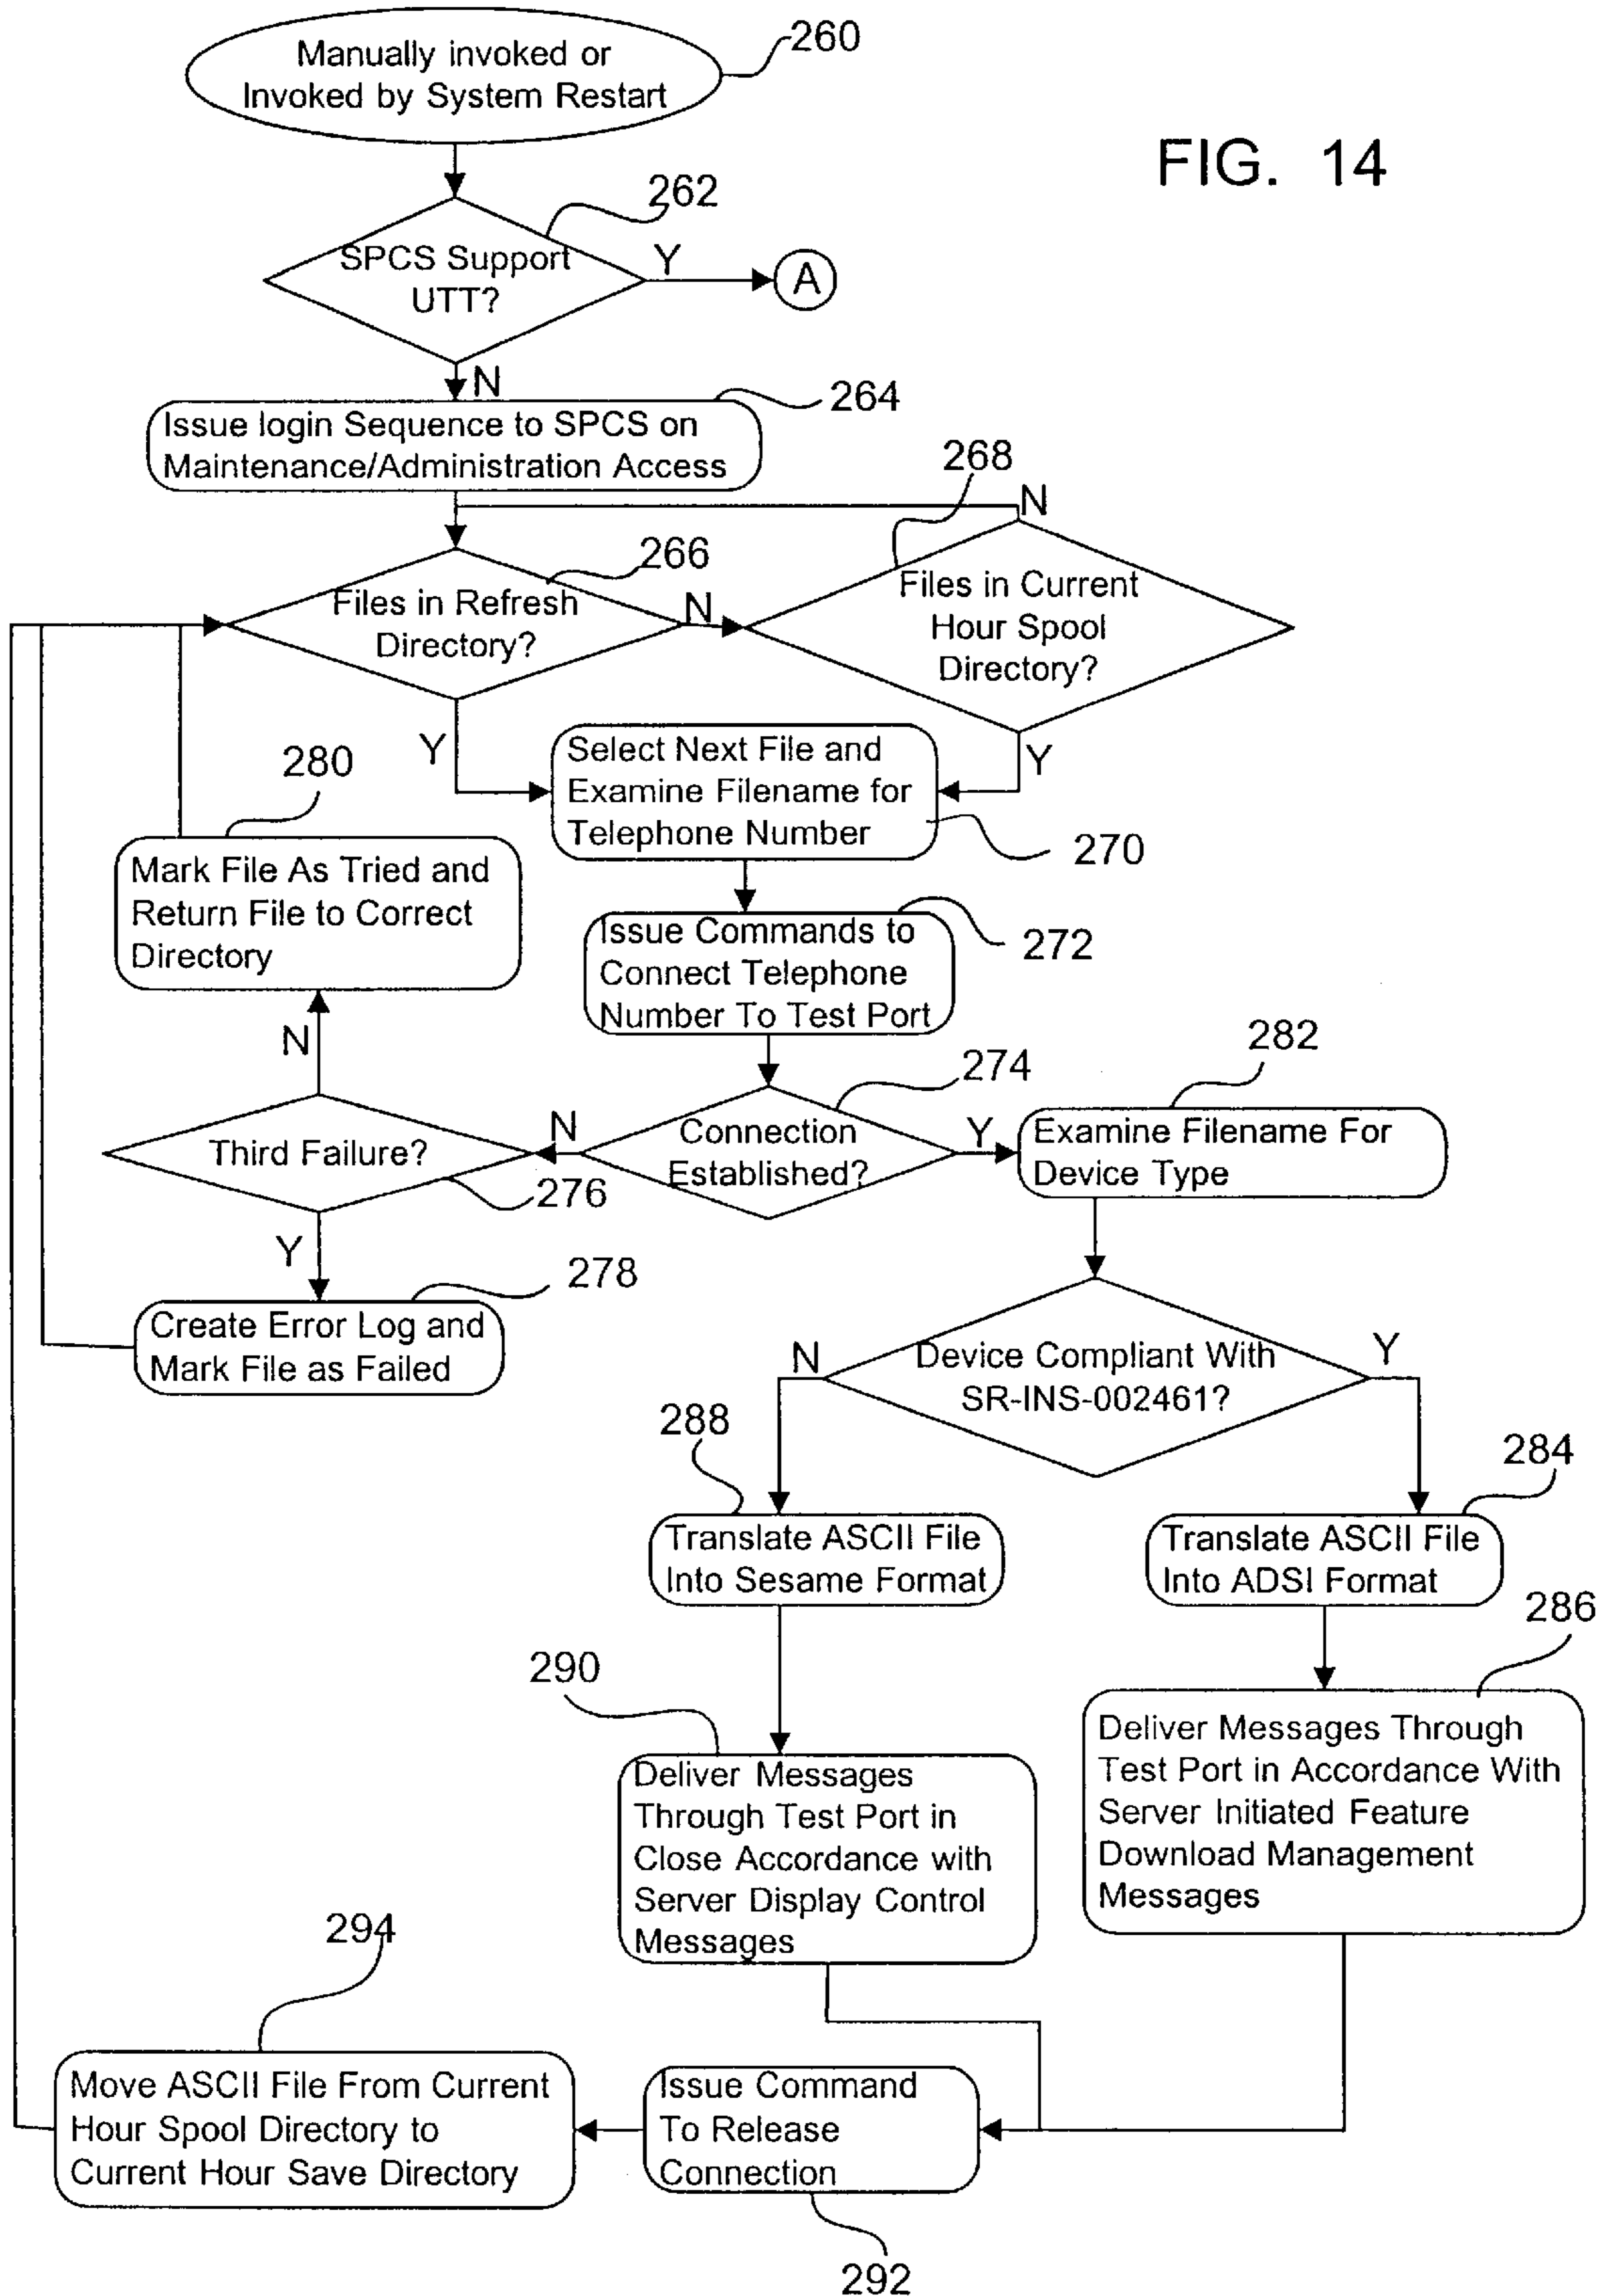 Manually invoked or
Invoked by System Restart
260
FIG. 14
262
SPCS Support
UTT?
Y
A
N
264
Issue login Sequence to SPCS on
Maintenance/Administration Access
268
N
266
Files in Refresh
Directory?
N
Files in Current
Hour Spool
Directory?
Y
Y
Select Next File and
Examine Filename for
Telephone Number
270
280
Mark File As Tried and
Return File to Correct
Directory
Issue Commands to
Connect Telephone
Number To Test Port
272
N
274
282
Third Failure?
276
N
Connection
Established?
Y
Examine Filename For
Device Type
Y
278
Create Error Log and
Mark File as Failed
N
Device Compliant With
SR-INS-002461?
Y
288
284
Translate ASCII File
Into Sesame Format
Translate ASCII File
Into ADSI Format
286
290
Deliver Messages
Through Test Port in
Close Accordance with
Server Display Control
Messages
Deliver Messages Through
Test Port in Accordance With
Server Initiated Feature
Download Management
Messages
294
Move ASCII File From Current
Hour Spool Directory to
Current Hour Save Directory
Issue Command
To Release
Connection
292